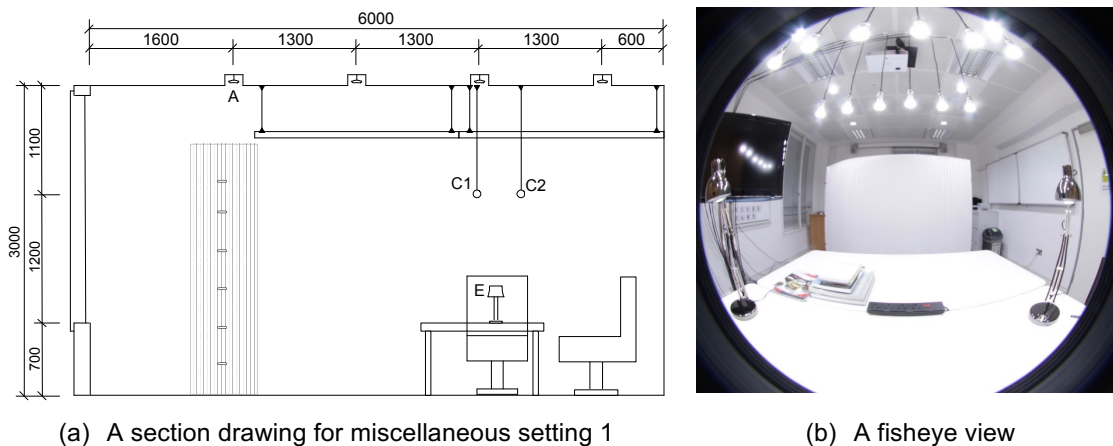 6000
1600 1300 1300 1300 600
A
1100
C1 C2
3000
1200
E
700
(a) A section drawing for miscellaneous setting 1
(b) A fisheye view